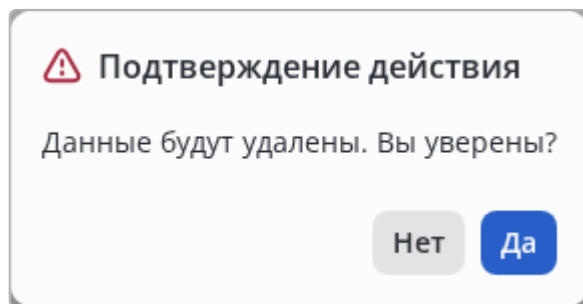 Подтверждение действия
Данные будут удалены. Вы уверены?
Нет Да